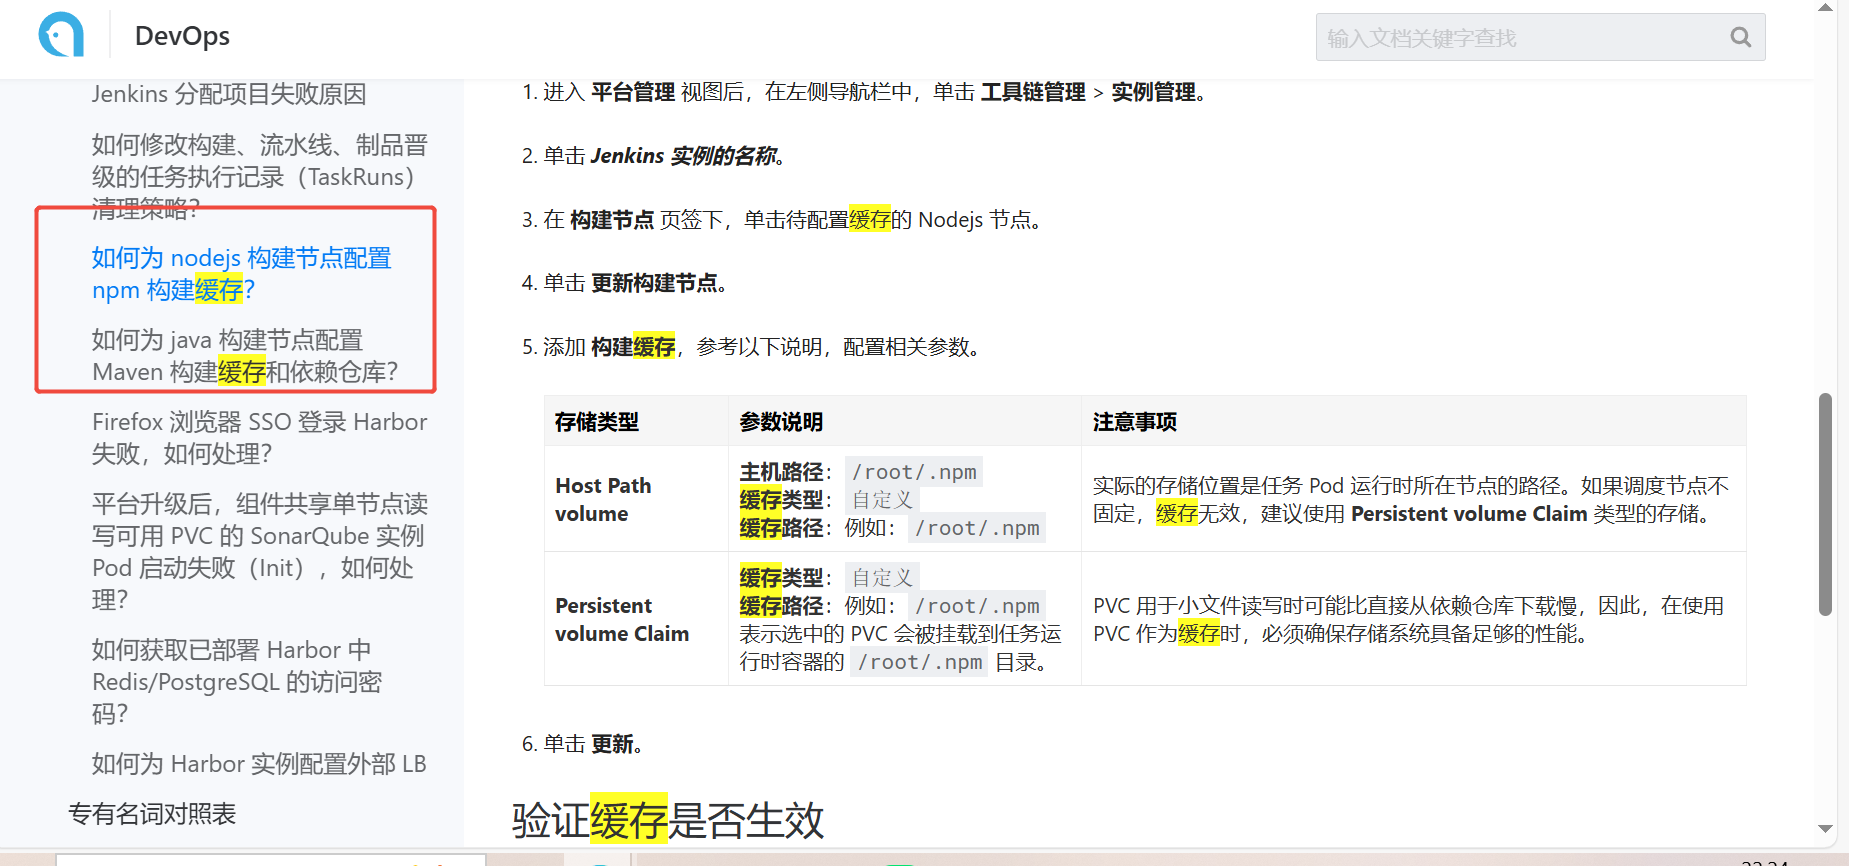 DevOps
输入文档关键字查找
Jenkins 分配项目失败原因
如何修改构建、流水线、制品晋
级的任务执行记录（TaskRuns）
清理策略？
如何为 nodejs 构建节点配置
npm 构建缓存？
如何为 java 构建节点配置
Maven 构建缓存和依赖仓库？
Firefox 浏览器 SSO 登录 Harbor
失败，如何处理？
平台升级后，组件共享单节点读
写可用 PVC 的 SonarQube 实例
Pod 启动失败（Init），如何处
理？
如何获取已部署 Harbor 中
Redis/PostgreSQL 的访问密
码？
如何为 Harbor 实例配置外部 LB
专有名词对照表
1. 进入 平台管理 视图后，在左侧导航栏中，单击 工具链管理 > 实例管理。
2. 单击 Jenkins 实例的名称。
3. 在 构建节点 页签下，单击待配置缓存的 Nodejs 节点。
4. 单击 更新构建节点。
5. 添加 构建缓存，参考以下说明，配置相关参数。
存储类型 参数说明 注意事项
Host Path
volume
主机路径： /root/.npm
缓存类型： 自定义
缓存路径：例如： /root/.npm
实际的存储位置是任务 Pod 运行时所在节点的路径。如果调度节点不
固定，缓存无效，建议使用 Persistent volume Claim 类型的存储。
Persistent
volume Claim
缓存类型： 自定义
缓存路径：例如： /root/.npm
表示选中的 PVC 会被挂载到任务运
行时容器的 /root/.npm 目录。
PVC 用于小文件读写时可能比直接从依赖仓库下载慢，因此，在使用
PVC 作为缓存时，必须确保存储系统具备足够的性能。
6. 单击 更新。
验证缓存是否生效